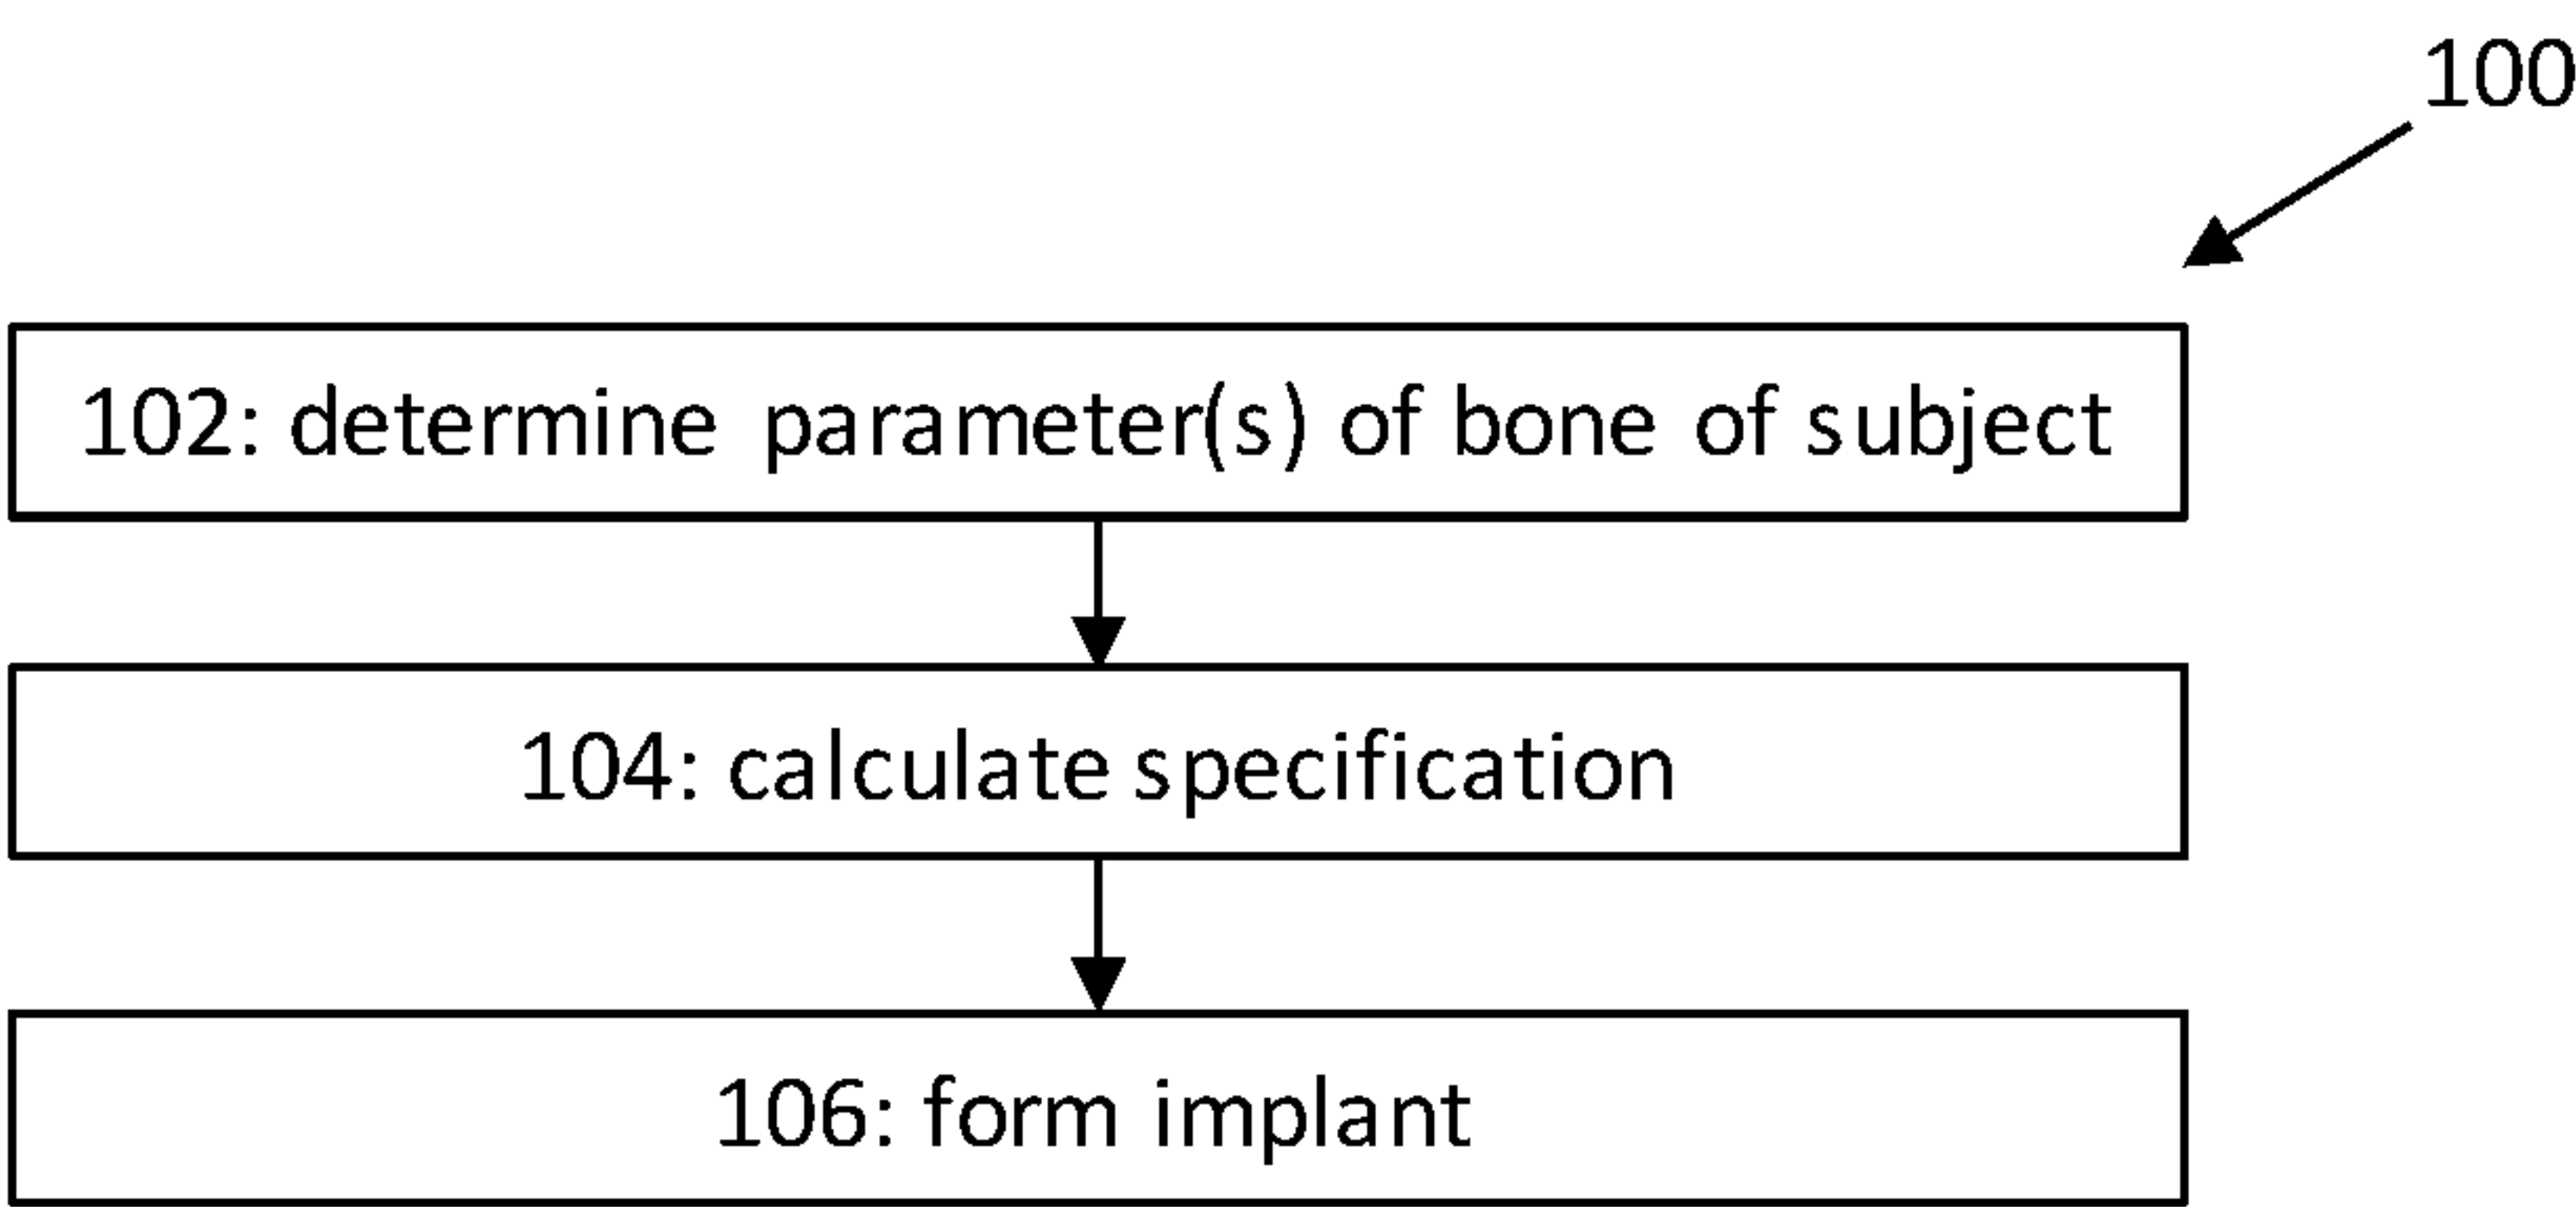 100
102: determine parameter(s) of bone of subject
104: calculate specification
106: form implant